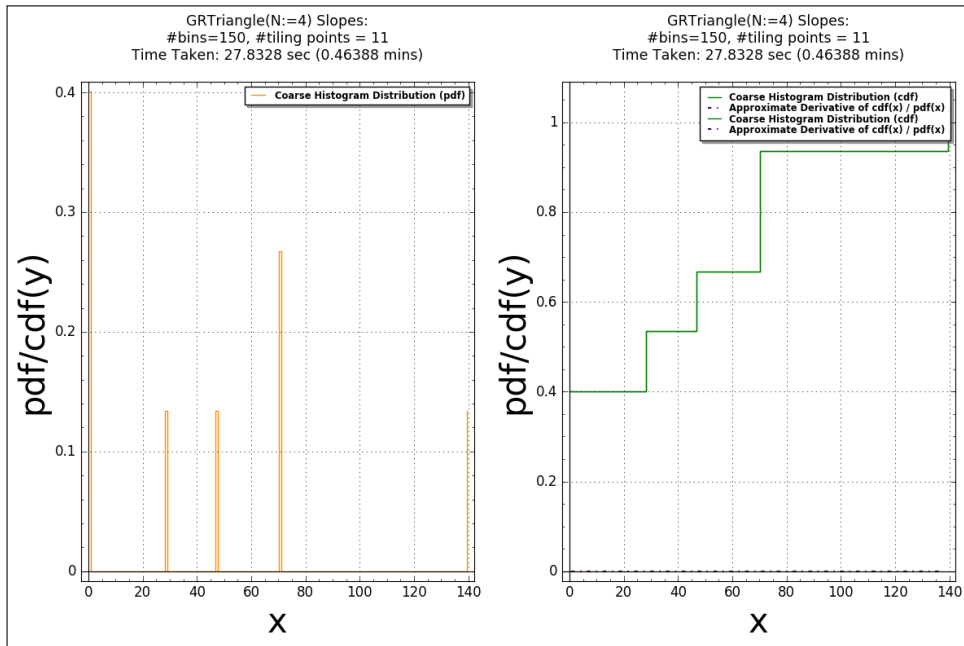 GRTriangle(N:=4) Slopes:
#bins=150, #tiling points = 11
Time Taken: 27.8328 sec (0.46388 mins)
Coarse Histogram Distribution (pdf)
0.4
0.3
0.2
0.1
0
pdf/cdf(y)
0
20
40
60
80
100
120
140
x
GRTriangle(N:=4) Slopes:
#bins=150, #tiling points = 11
Time Taken: 27.8328 sec (0.46388 mins)
Coarse Histogram Distribution (cdf)
Approximate Derivative of cdf(x) / pdf(x)
Coarse Histogram Distribution (cdf)
Approximate Derivative of cdf(x) / pdf(x)
1
0.8
0.6
0.4
0.2
0
pdf/cdf(y)
0
20
40
60
80
100
120
140
x